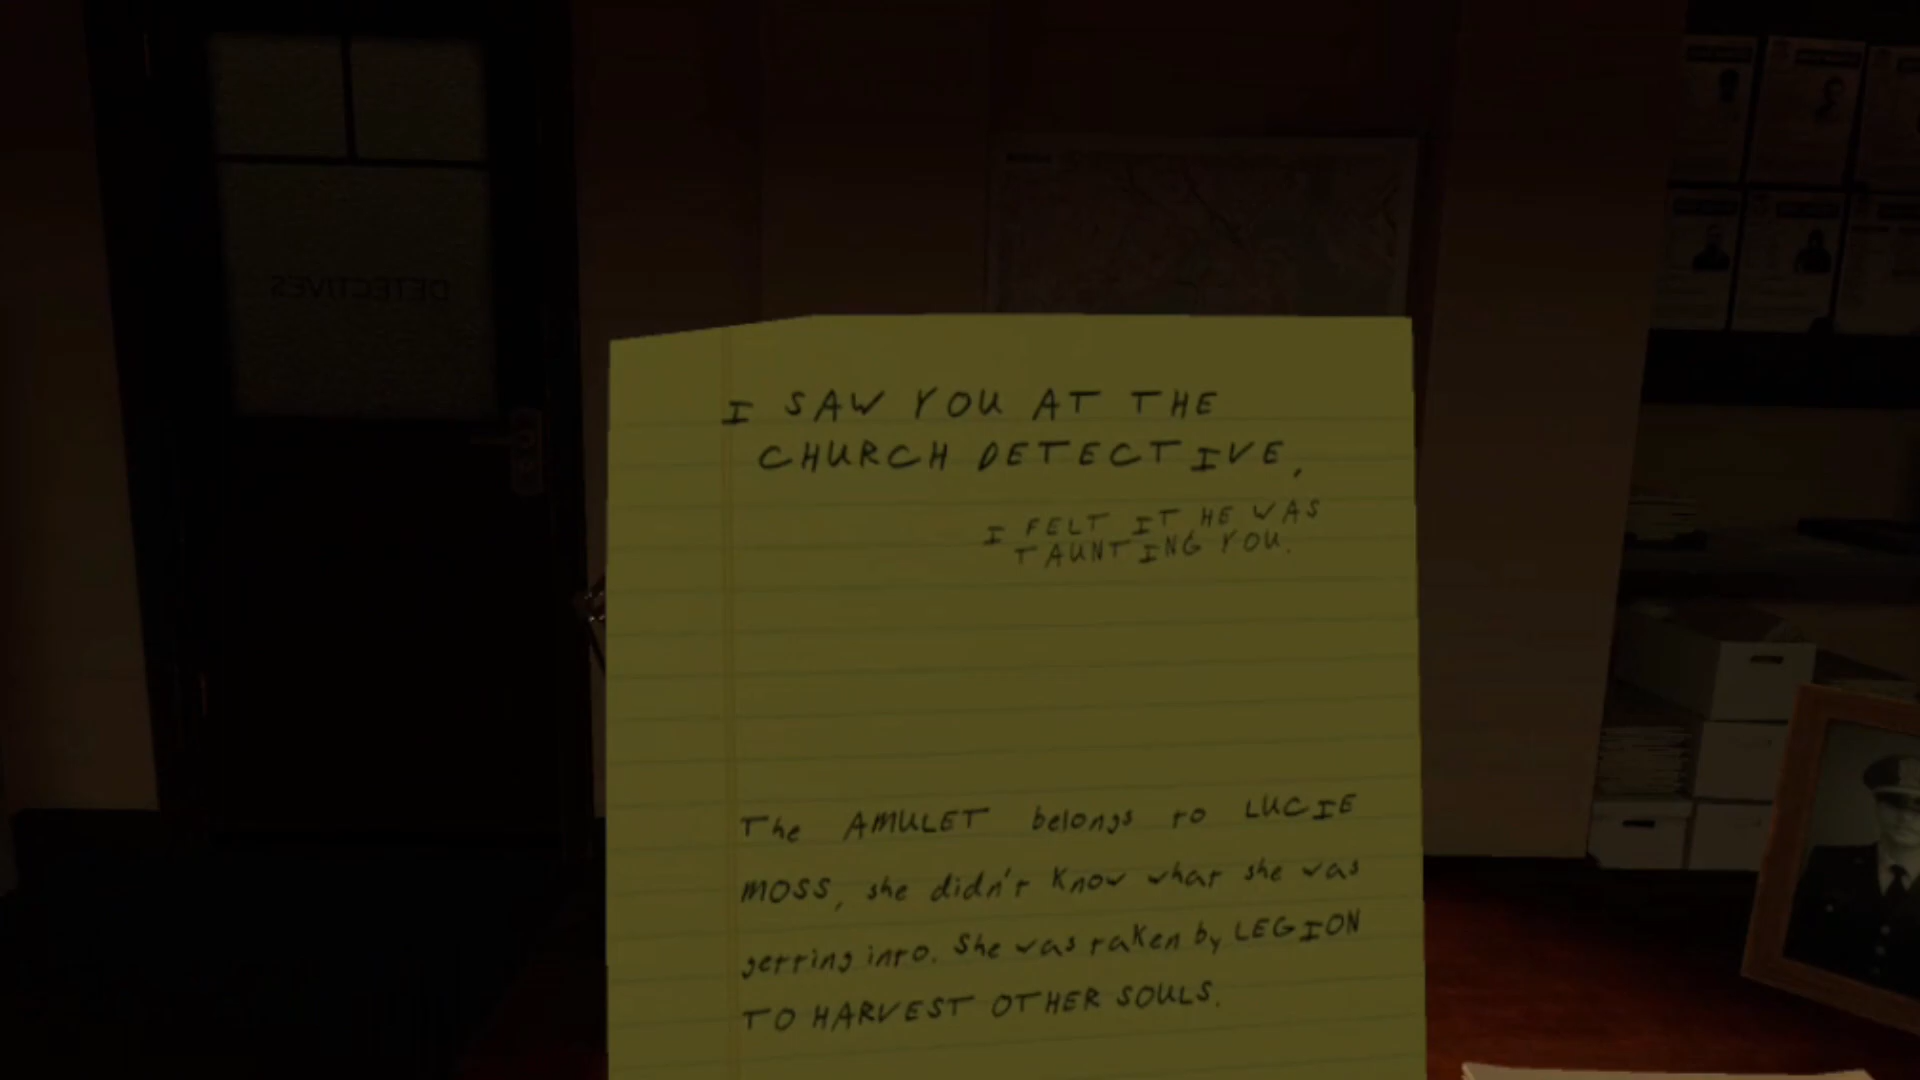 DETECTIVES
I SAW YOU AT THE
CHURCH DETECTIVE,
I FELT IT HE WAS
TAUNTING YOU.
The AMULET belongs to LUCIE
MOSS, she didn't know what she was
getting into. She was taken by LEGION
TO HARVEST OTHER SOULS.